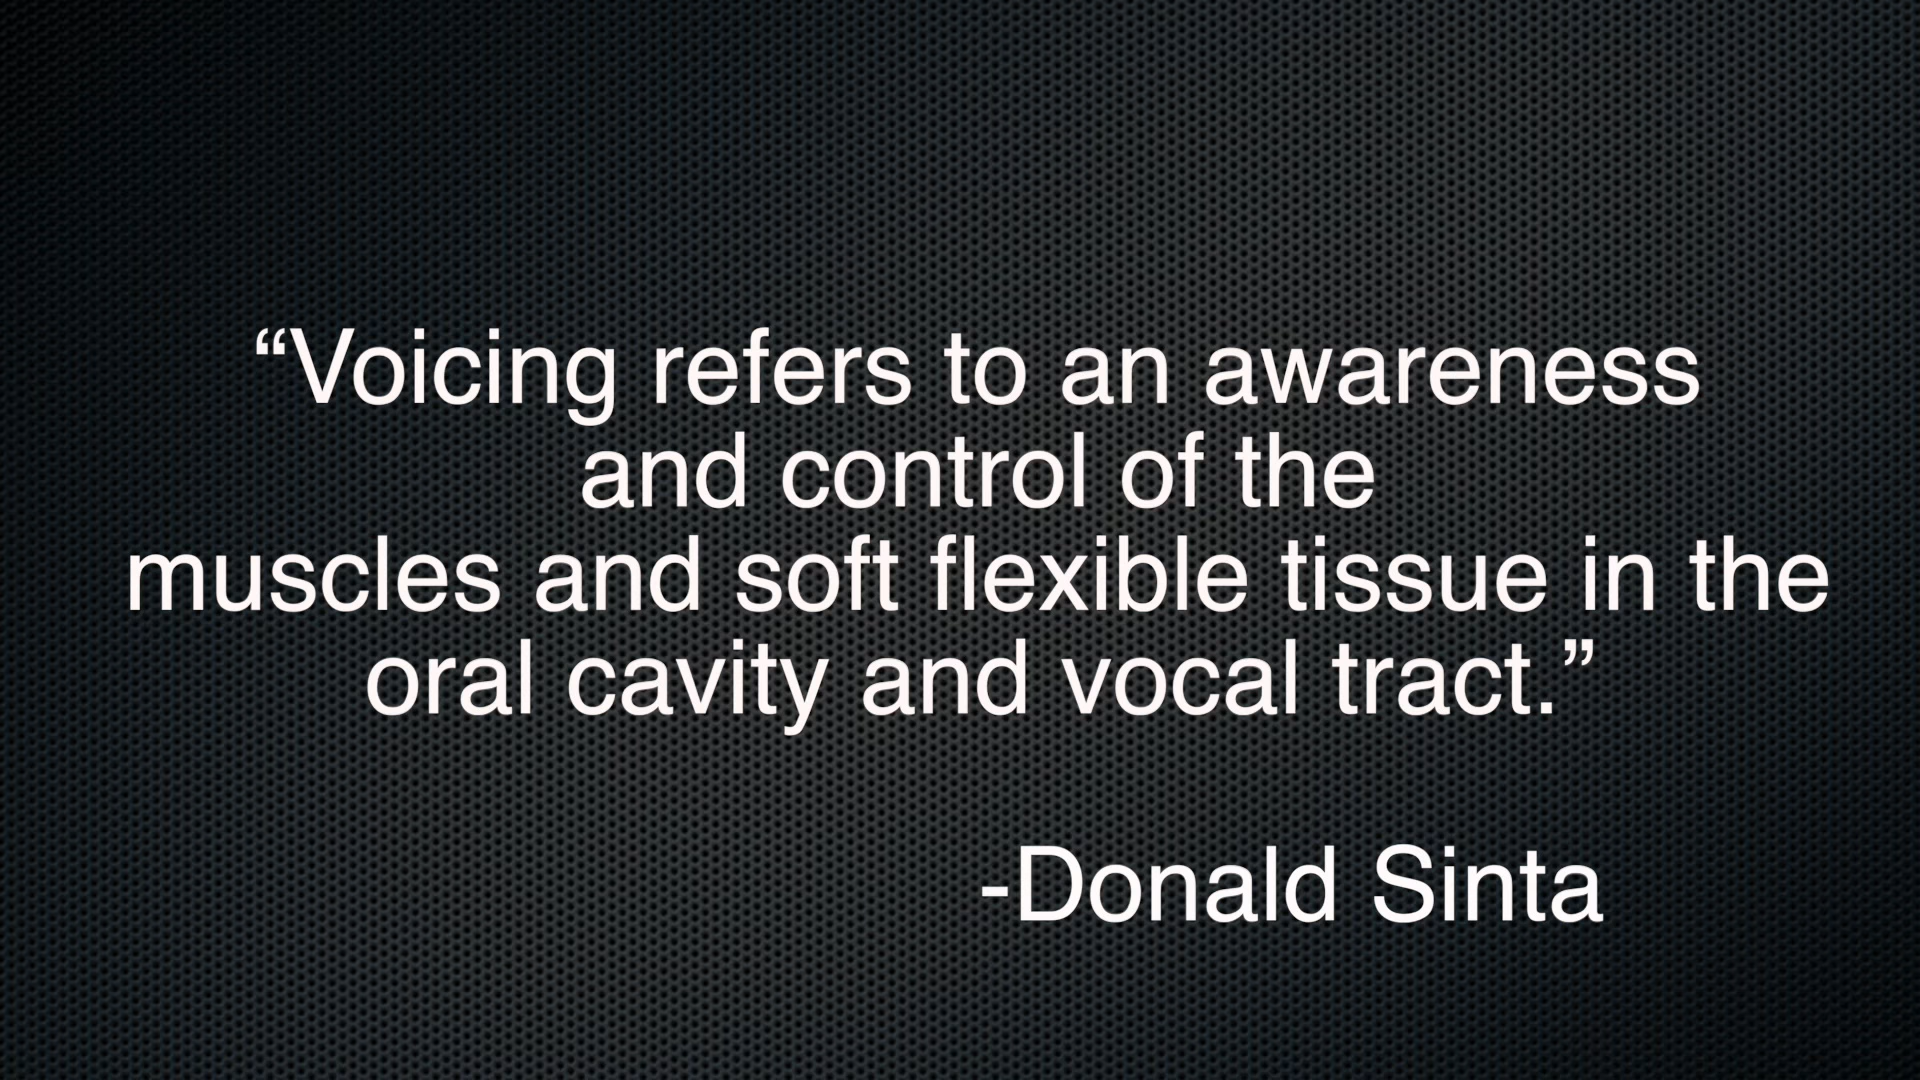 “Voicing refers to an awareness
and control of the
muscles and soft flexible tissue in the
oral cavity and vocal tract.”
-Donald Sinta